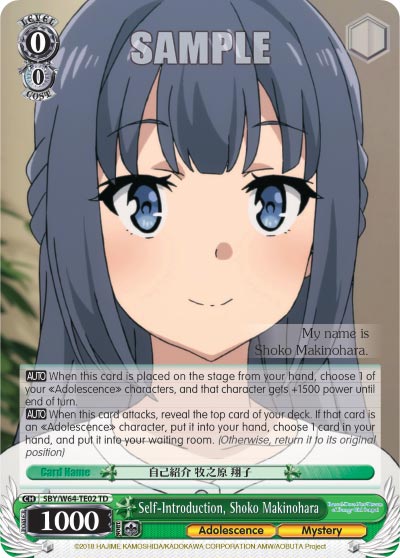 LEVEL
0
0
COST
SAMPLE
My name is
Shoko Makinohara.
AUTO When this card is placed on the stage from your hand, choose 1 of
your «Adolescence» characters, and that character gets +1500 power until
end of turn.
AUTO When this card attacks, reveal the top card of your deck. If that card is
an «Adolescence» character, put it into your hand, choose 1 card in your
hand, and put it into your waiting room. (Otherwise, return it to its original
position)
Card Name
自己紹介 牧之原 翔子
CH SBY/W64-TE02 TD
Self-Introduction, Shoko Makinohara
POWER
1000
Adolescence
Mystery
©2018 HAJIME KAMOSHIDA/KADOKAWA CORPORATION AMW/AOBUTA Project